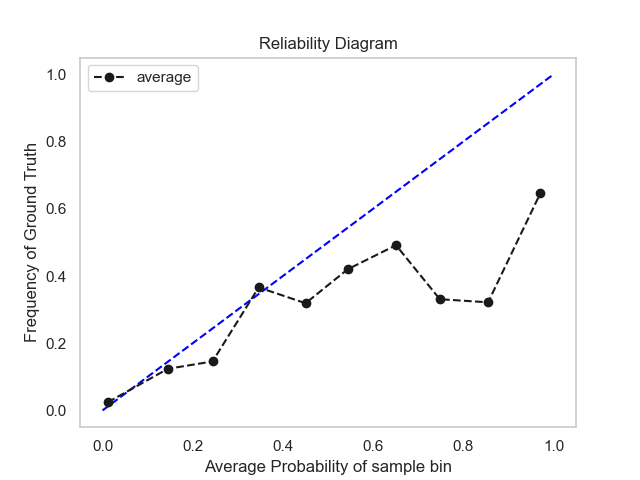 Reliability Diagram
average
1.0
0.8
0.6
0.4
0.2
0.0
Frequency of Ground Truth
0.0 0.2 0.4 0.6 0.8 1.0
Average Probability of sample bin